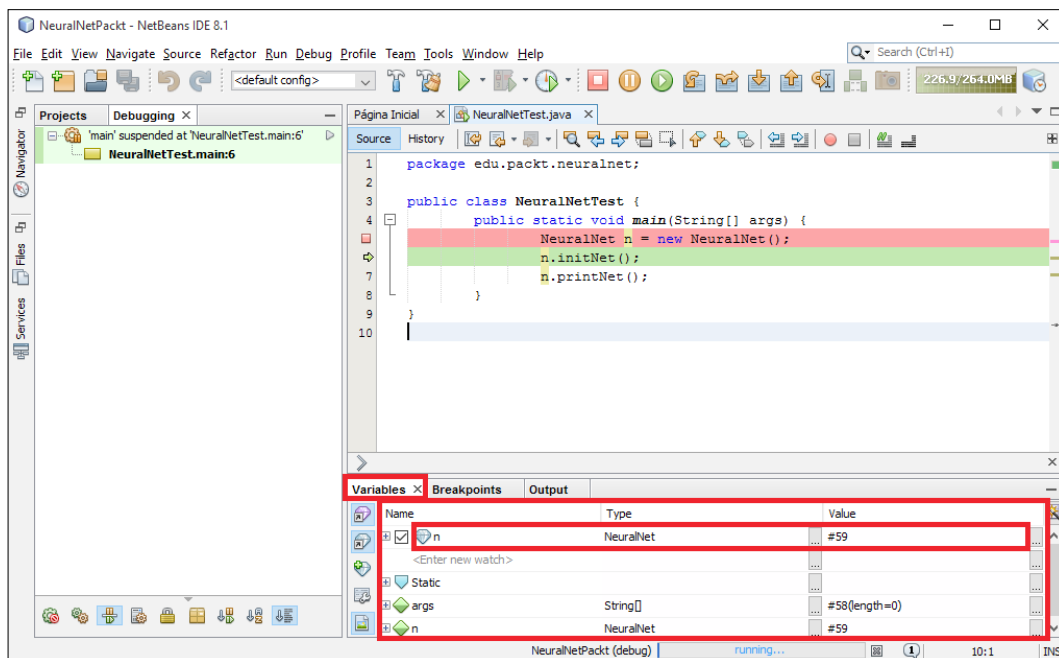 NeuralNetPackt - NetBeans IDE 8.1
File Edit View Navigate Source Refactor Run Debug Profile Team Tools Window Help
Search (Ctrl+I)
<default config>
226.9/264.0MB
Projects Debugging
Página Inicial NeuralNetTest.java
Navigator
Files
Services
'main' suspended at 'NeuralNetTest.main:6'
NeuralNetTest.main:6
Source History
1 package edu.packt.neuralnet;
2
3 public class NeuralNetTest {
4 public static void main(String[] args) {
NeuralNet n = new NeuralNet();
n.initNet();
7 n.printNet();
8 }
9 }
10
Variables Breakpoints Output
Name Type Value
n NeuralNet ... #59 ...
<Enter new watch> ... ...
Static ... ...
args String[] ... #58(length=0) ...
n NeuralNet ... #59 ...
NeuralNetPackt (debug) running... 1 10:1 INS